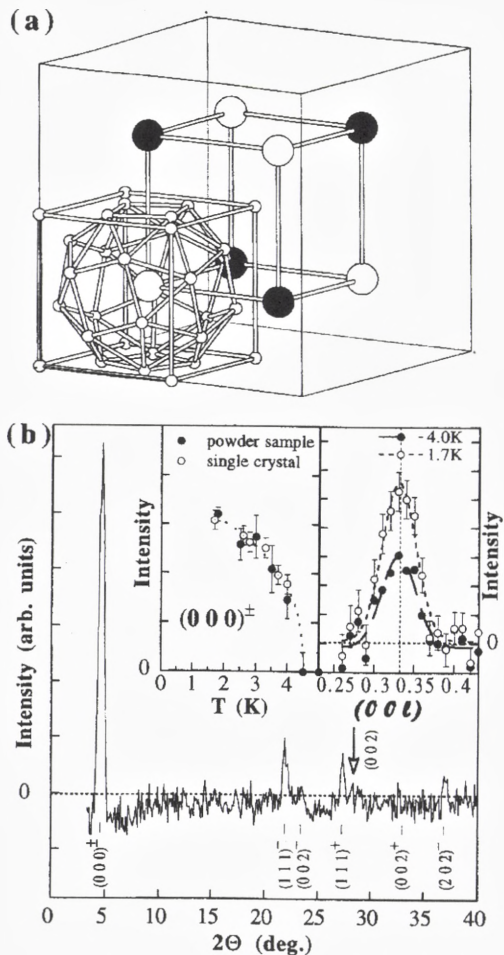 (a)
(b)
● powder sample
○ single crystal
4.0K
1.7K
Intensity
(0 0 0)±
0
0 1 2 3 4
T (K)
Intensity
0
0.25 0.3 0.35 0.4
(0 0 ℓ)
(0 0 2)
Intensity (arb. units)
0
(0 0 0)±
(1 1 1)⁻
(0 0 2)⁻
(1 1 1)⁺
(0 0 2)⁺
(2 0 2)⁻
0 5 10 15 20 25 30 35 40
2Θ (deg.)